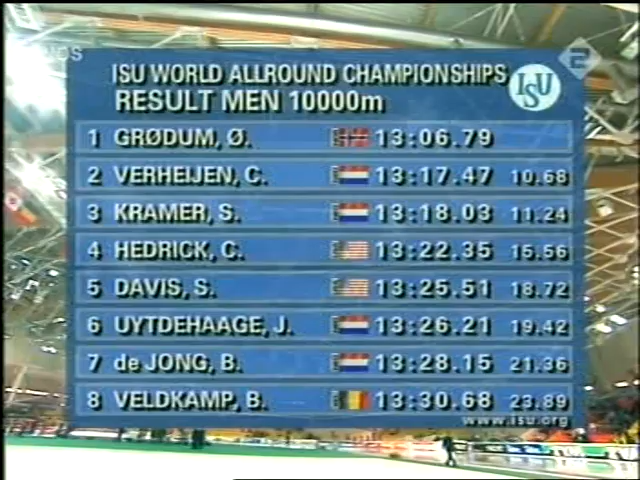 NOS
2
ISU WORLD ALLROUND CHAMPIONSHIPS
ISU
RESULT MEN 10000m
1 GRØDUM, Ø. 13:06.79
2 VERHEIJEN, C. 13:17.47 10.68
3 KRAMER, S. 13:18.03 11.24
4 HEDRICK, C. 13:22.35 15.56
5 DAVIS, S. 13:25.51 18.72
6 UYTDEHAAGE, J. 13:26.21 19.42
7 de JONG, B. 13:28.15 21.36
8 VELDKAMP, B. 13:30.68 23.89
www.isu.org